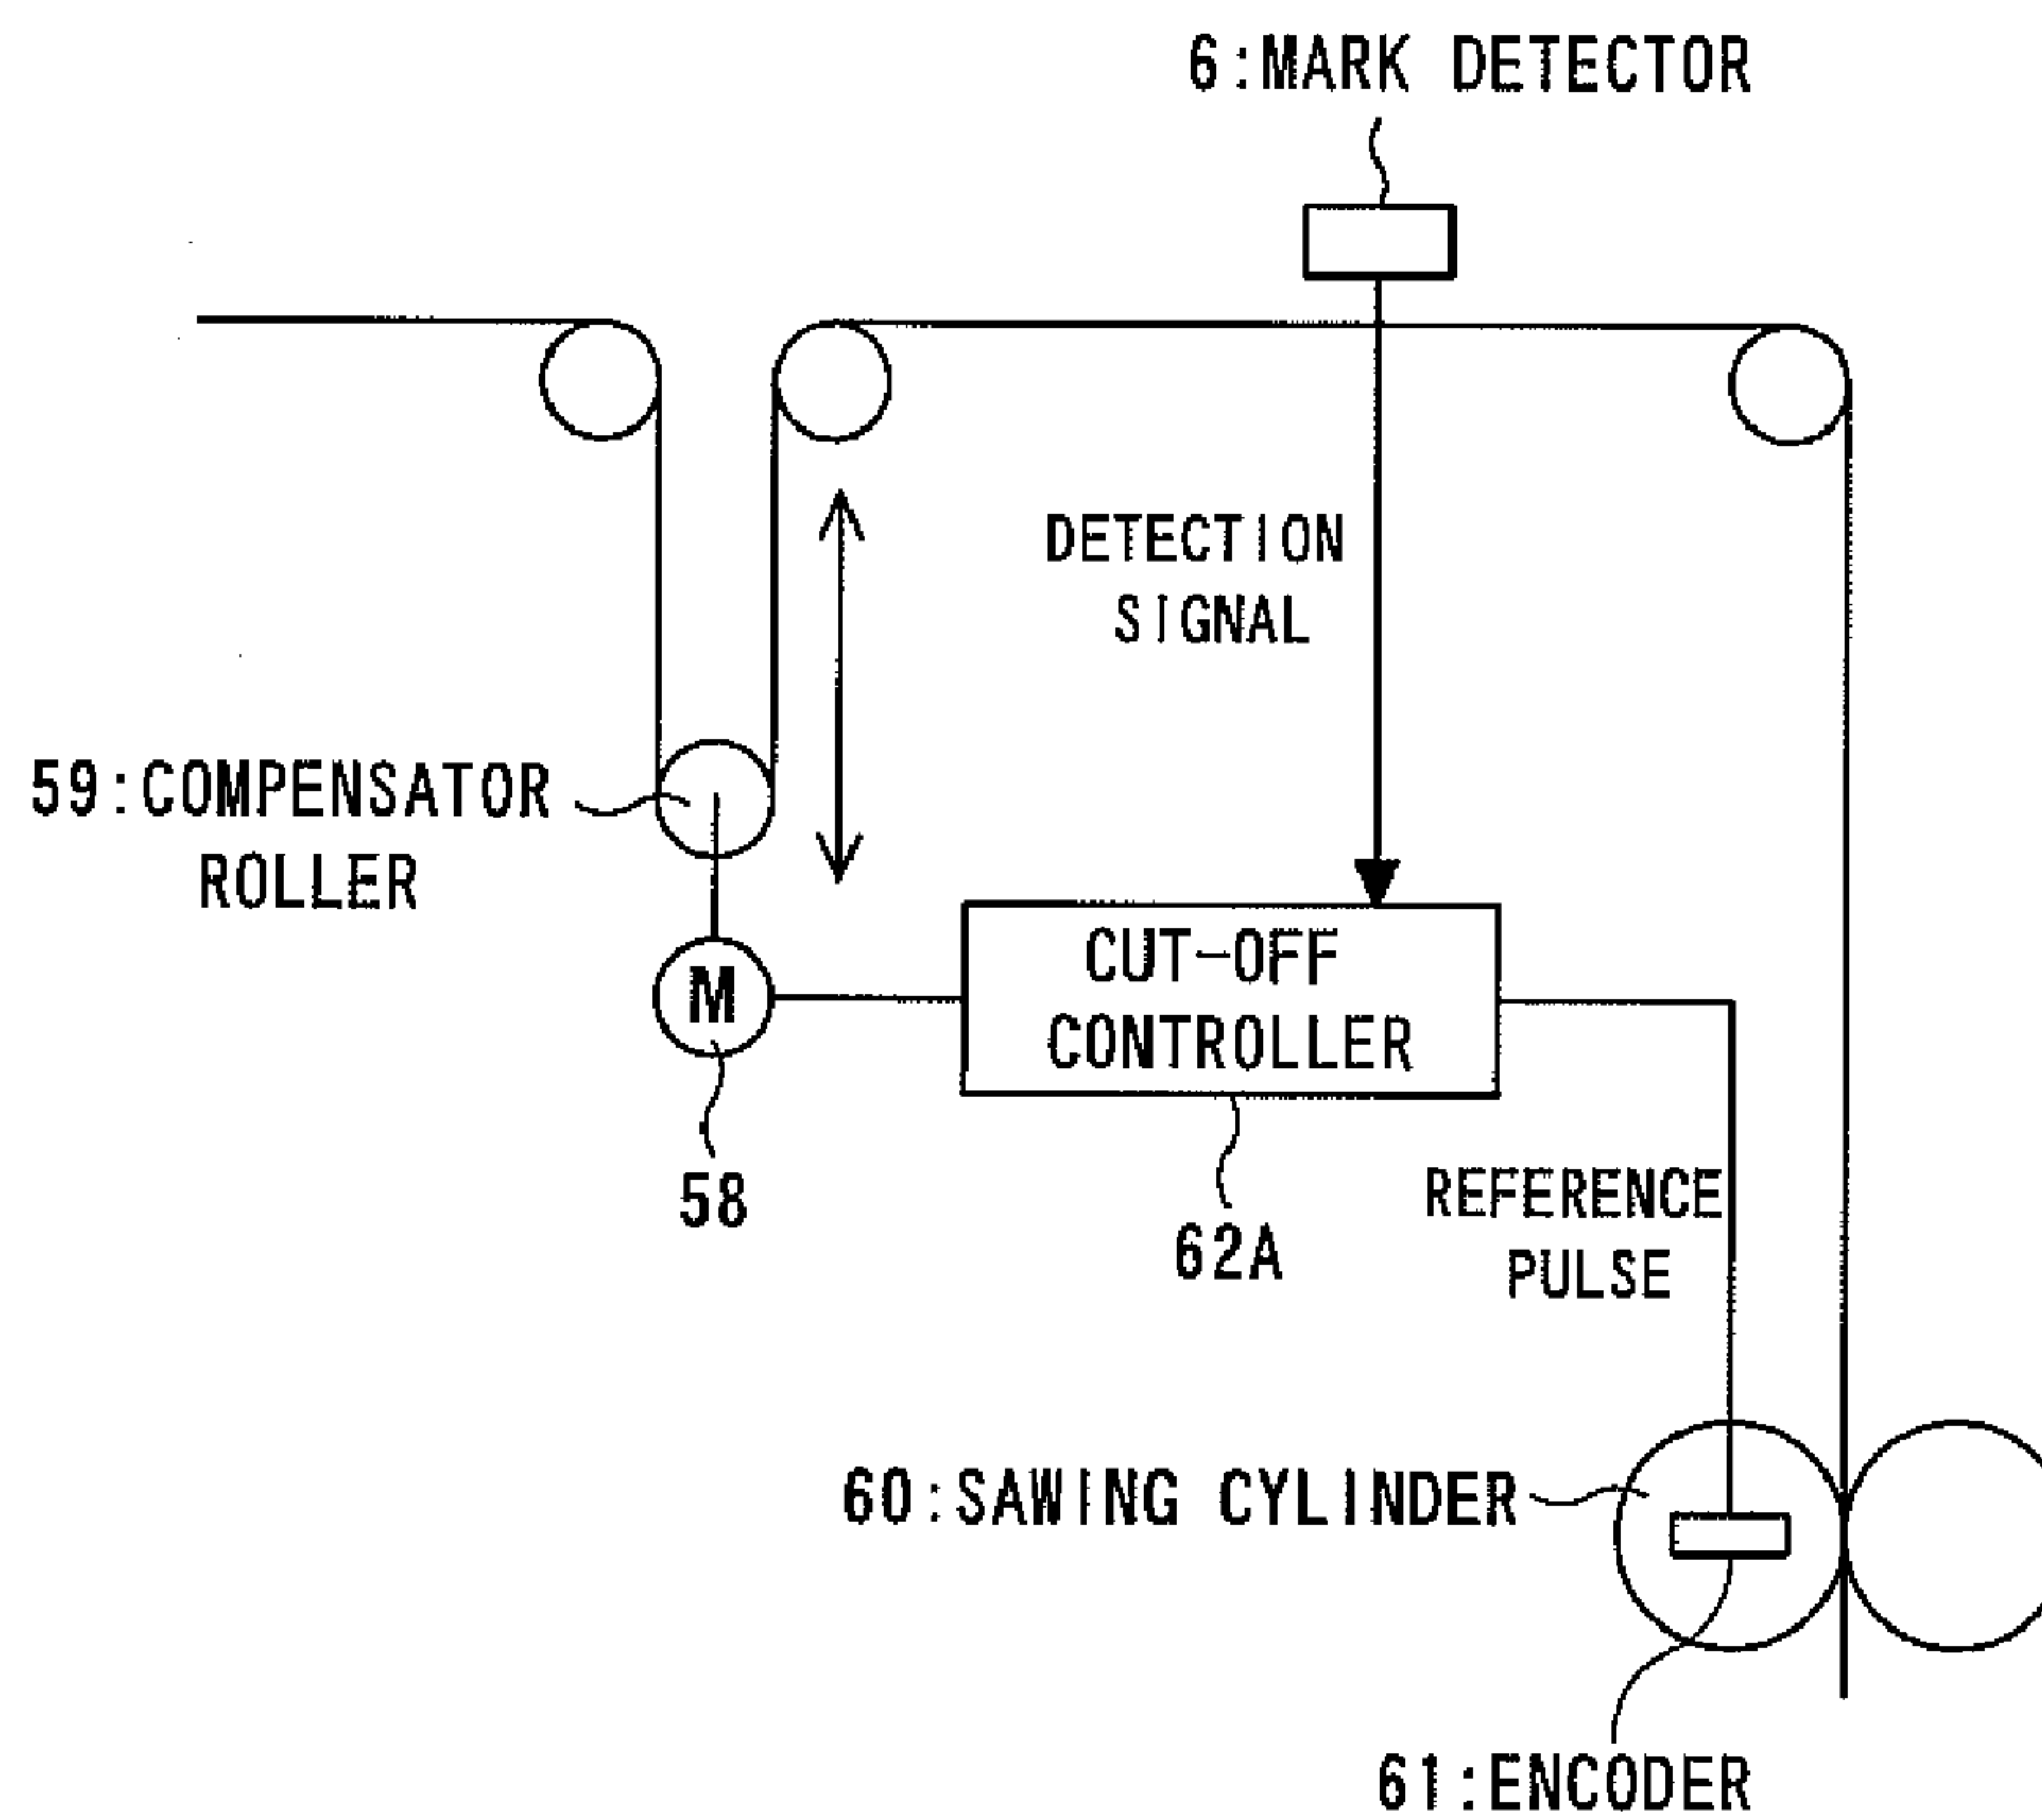 6:MARK DETECTOR
DETECTION
SIGNAL
59:COMPENSATOR
ROLLER
CUT-OFF
CONTROLLER
M
58
62A
REFERENCE
PULSE
60:SAWING CYLINDER
61:ENCODER